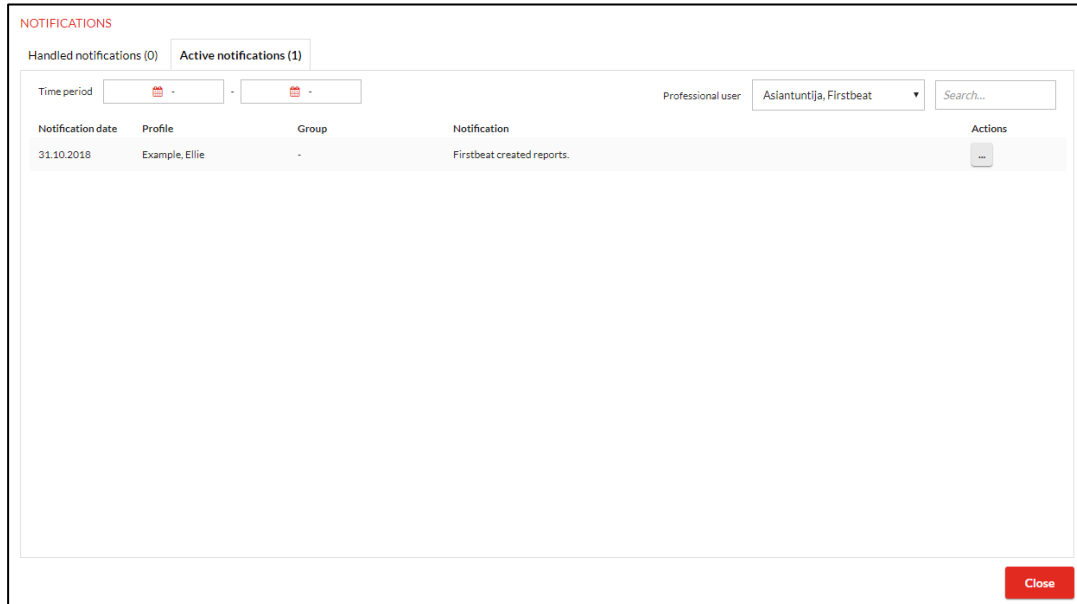 NOTIFICATIONS
Handled notifications (0) Active notifications (1)
Time period - - - Professional user Asiantuntija, Firstbeat Search...
Notification date Profile Group Notification Actions
31.10.2018 Example, Ellie - Firstbeat created reports. ...
Close